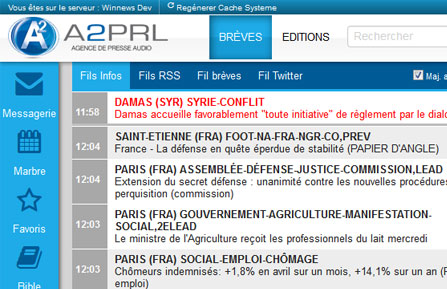 Vous êtes sur le serveur : Winnews Dev
Regénerer Cache Systeme
A2 A2PRL
AGENCE DE PRESSE AUDIO
BRÈVES
EDITIONS
Rechercher
Messagerie
Marbre
Favoris
Bible
Fils Infos
Fils RSS
Fil brèves
Fil Twitter
Maj. a
11:58
DAMAS (SYR) SYRIE-CONFLIT
Damas accueille favorablement "toute initiative" de réglement par le dialo
12:04
SAINT-ETIENNE (FRA) FOOT-NA-FRA-NGR-CO,PREV
France - La défense en quête éperdue de stabilité (PAPIER D'ANGLE)
12:04
PARIS (FRA) ASSEMBLÉE-DÉFENSE-JUSTICE-COMMISSION,LEAD
Extension du secret défense : unanimité contre les nouvelles procédures
perquisition (commission)
12:03
PARIS (FRA) GOUVERNEMENT-AGRICULTURE-MANIFESTATION-
SOCIAL,2ELEAD
Le ministre de l'Agriculture reçoit les professionnels du lait mercredi
12:03
PARIS (FRA) SOCIAL-EMPLOI-CHÔMAGE
Chômeurs indemnisés: +1,8% en avril sur un mois, +14,1% sur un an (F
emploi)